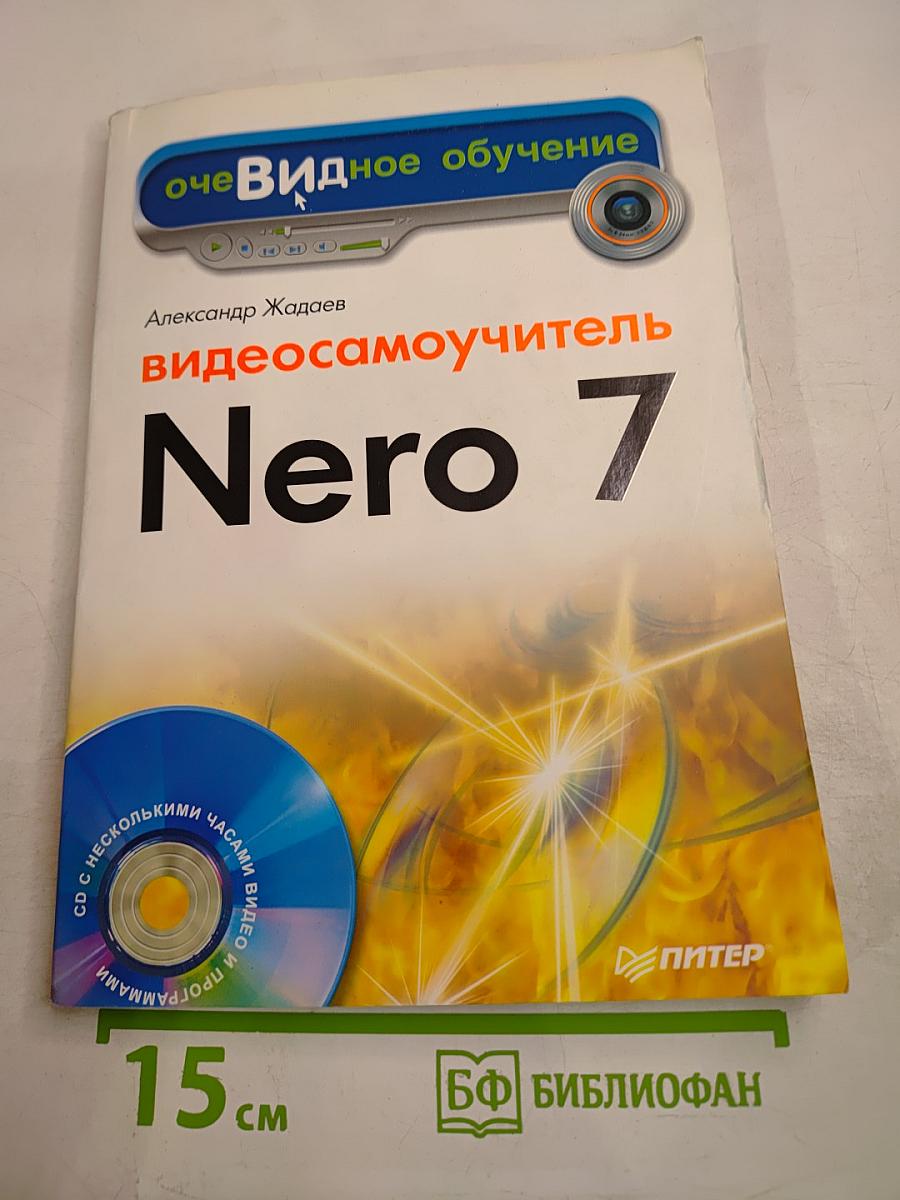 очеВИДное обучение
Александр Жадаев
видеосамоучитель
Nero 7
CD С НЕСКОЛЬКИМИ ЧАСАМИ ВИДЕО И ПРОГРАММАМИ
ПИТЕР
15 см
БФ БИБЛИОФАН